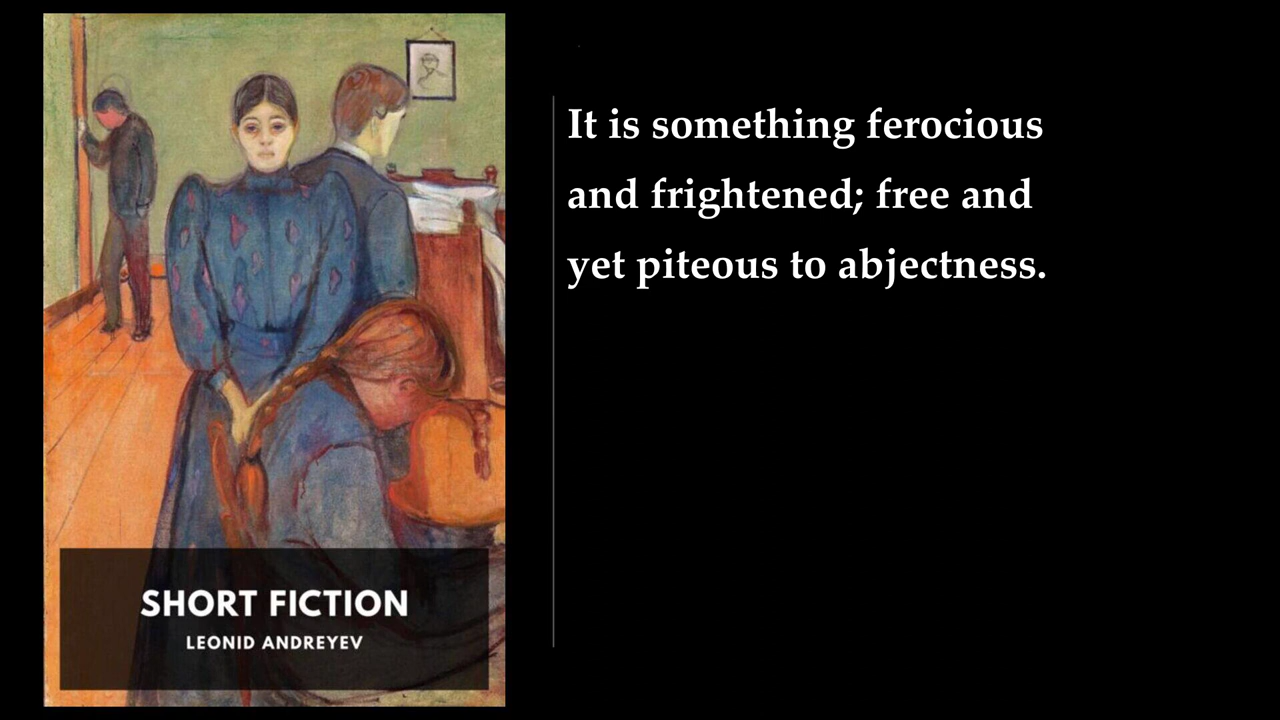 It is something ferocious
and frightened; free and
yet piteous to abjectness.
SHORT FICTION
LEONID ANDREYEV